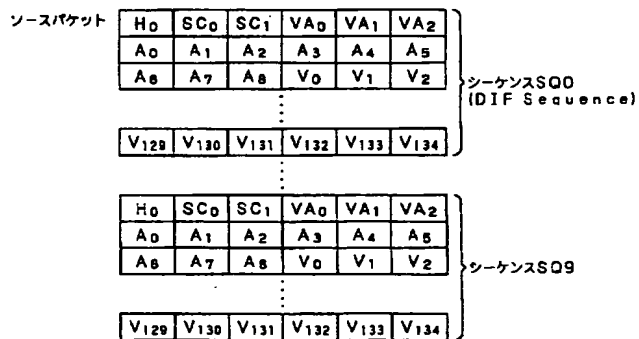 ソースパケット H0 SC0 SC1 VA0 VA1 VA2
A0 A1 A2 A3 A4 A5
A6 A7 A8 V0 V1 V2
シーケンスSQ0
(DIF Sequence)
V129 V130 V131 V132 V133 V134
H0 SC0 SC1 VA0 VA1 VA2
A0 A1 A2 A3 A4 A5
A6 A7 A8 V0 V1 V2
シーケンスSQ9
V129 V130 V131 V132 V133 V134